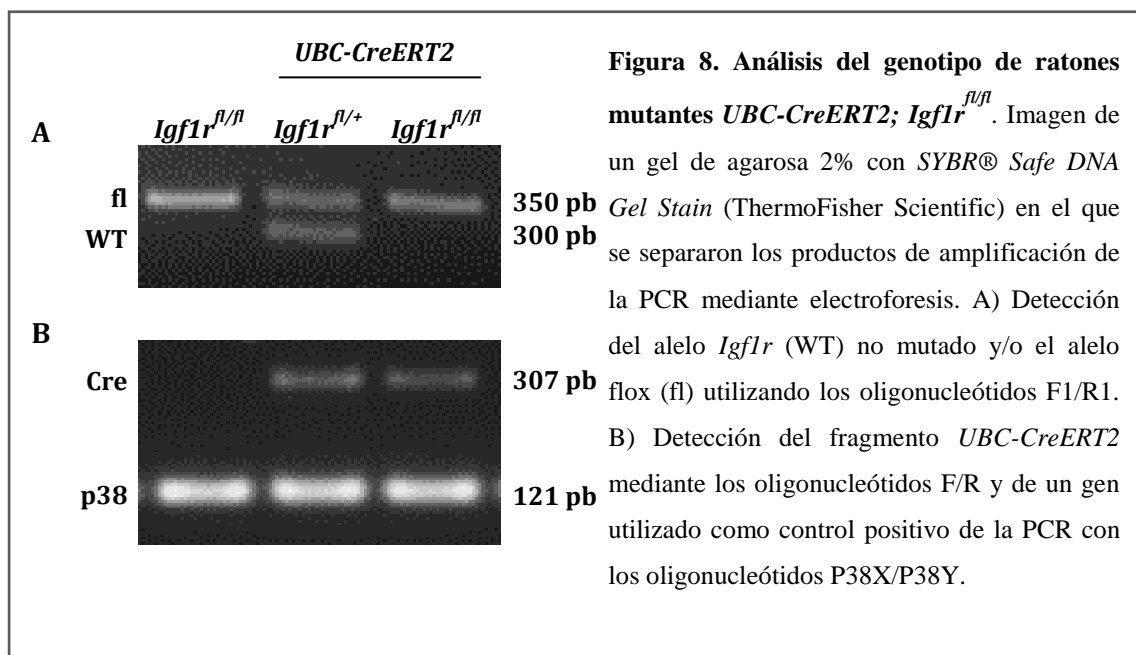 UBC-CreERT2
Igf1r fl/fl Igf1r fl/+ Igf1r fl/fl
A
fl
WT
350 pb
300 pb
B
Cre
307 pb
p38
121 pb
Figura 8. Análisis del genotipo de ratones
mutantes UBC-CreERT2; Igf1r fl/fl. Imagen de
un gel de agarosa 2% con SYBR® Safe DNA
Gel Stain (ThermoFisher Scientific) en el que
se separaron los productos de amplificación de
la PCR mediante electroforesis. A) Detección
del alelo Igf1r (WT) no mutado y/o el alelo
flox (fl) utilizando los oligonucleótidos F1/R1.
B) Detección del fragmento UBC-CreERT2
mediante los oligonucleótidos F/R y de un gen
utilizado como control positivo de la PCR con
los oligonucleótidos P38X/P38Y.